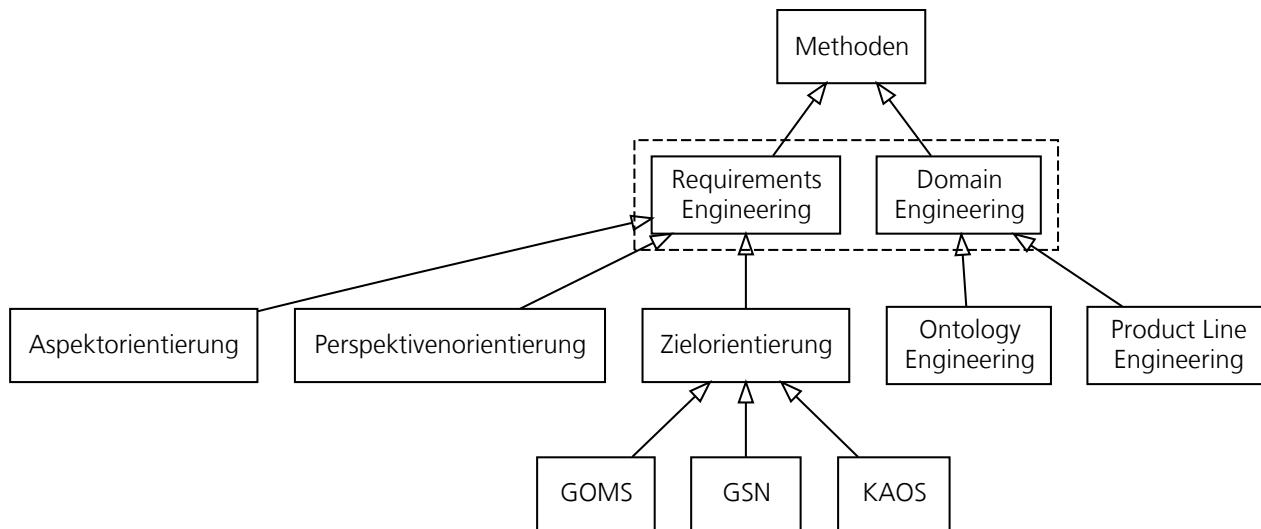 Methoden
Requirements
Engineering
Domain
Engineering
Aspektorientierung
Perspektivenorientierung
Zielorientierung
Ontology
Engineering
Product Line
Engineering
GOMS
GSN
KAOS